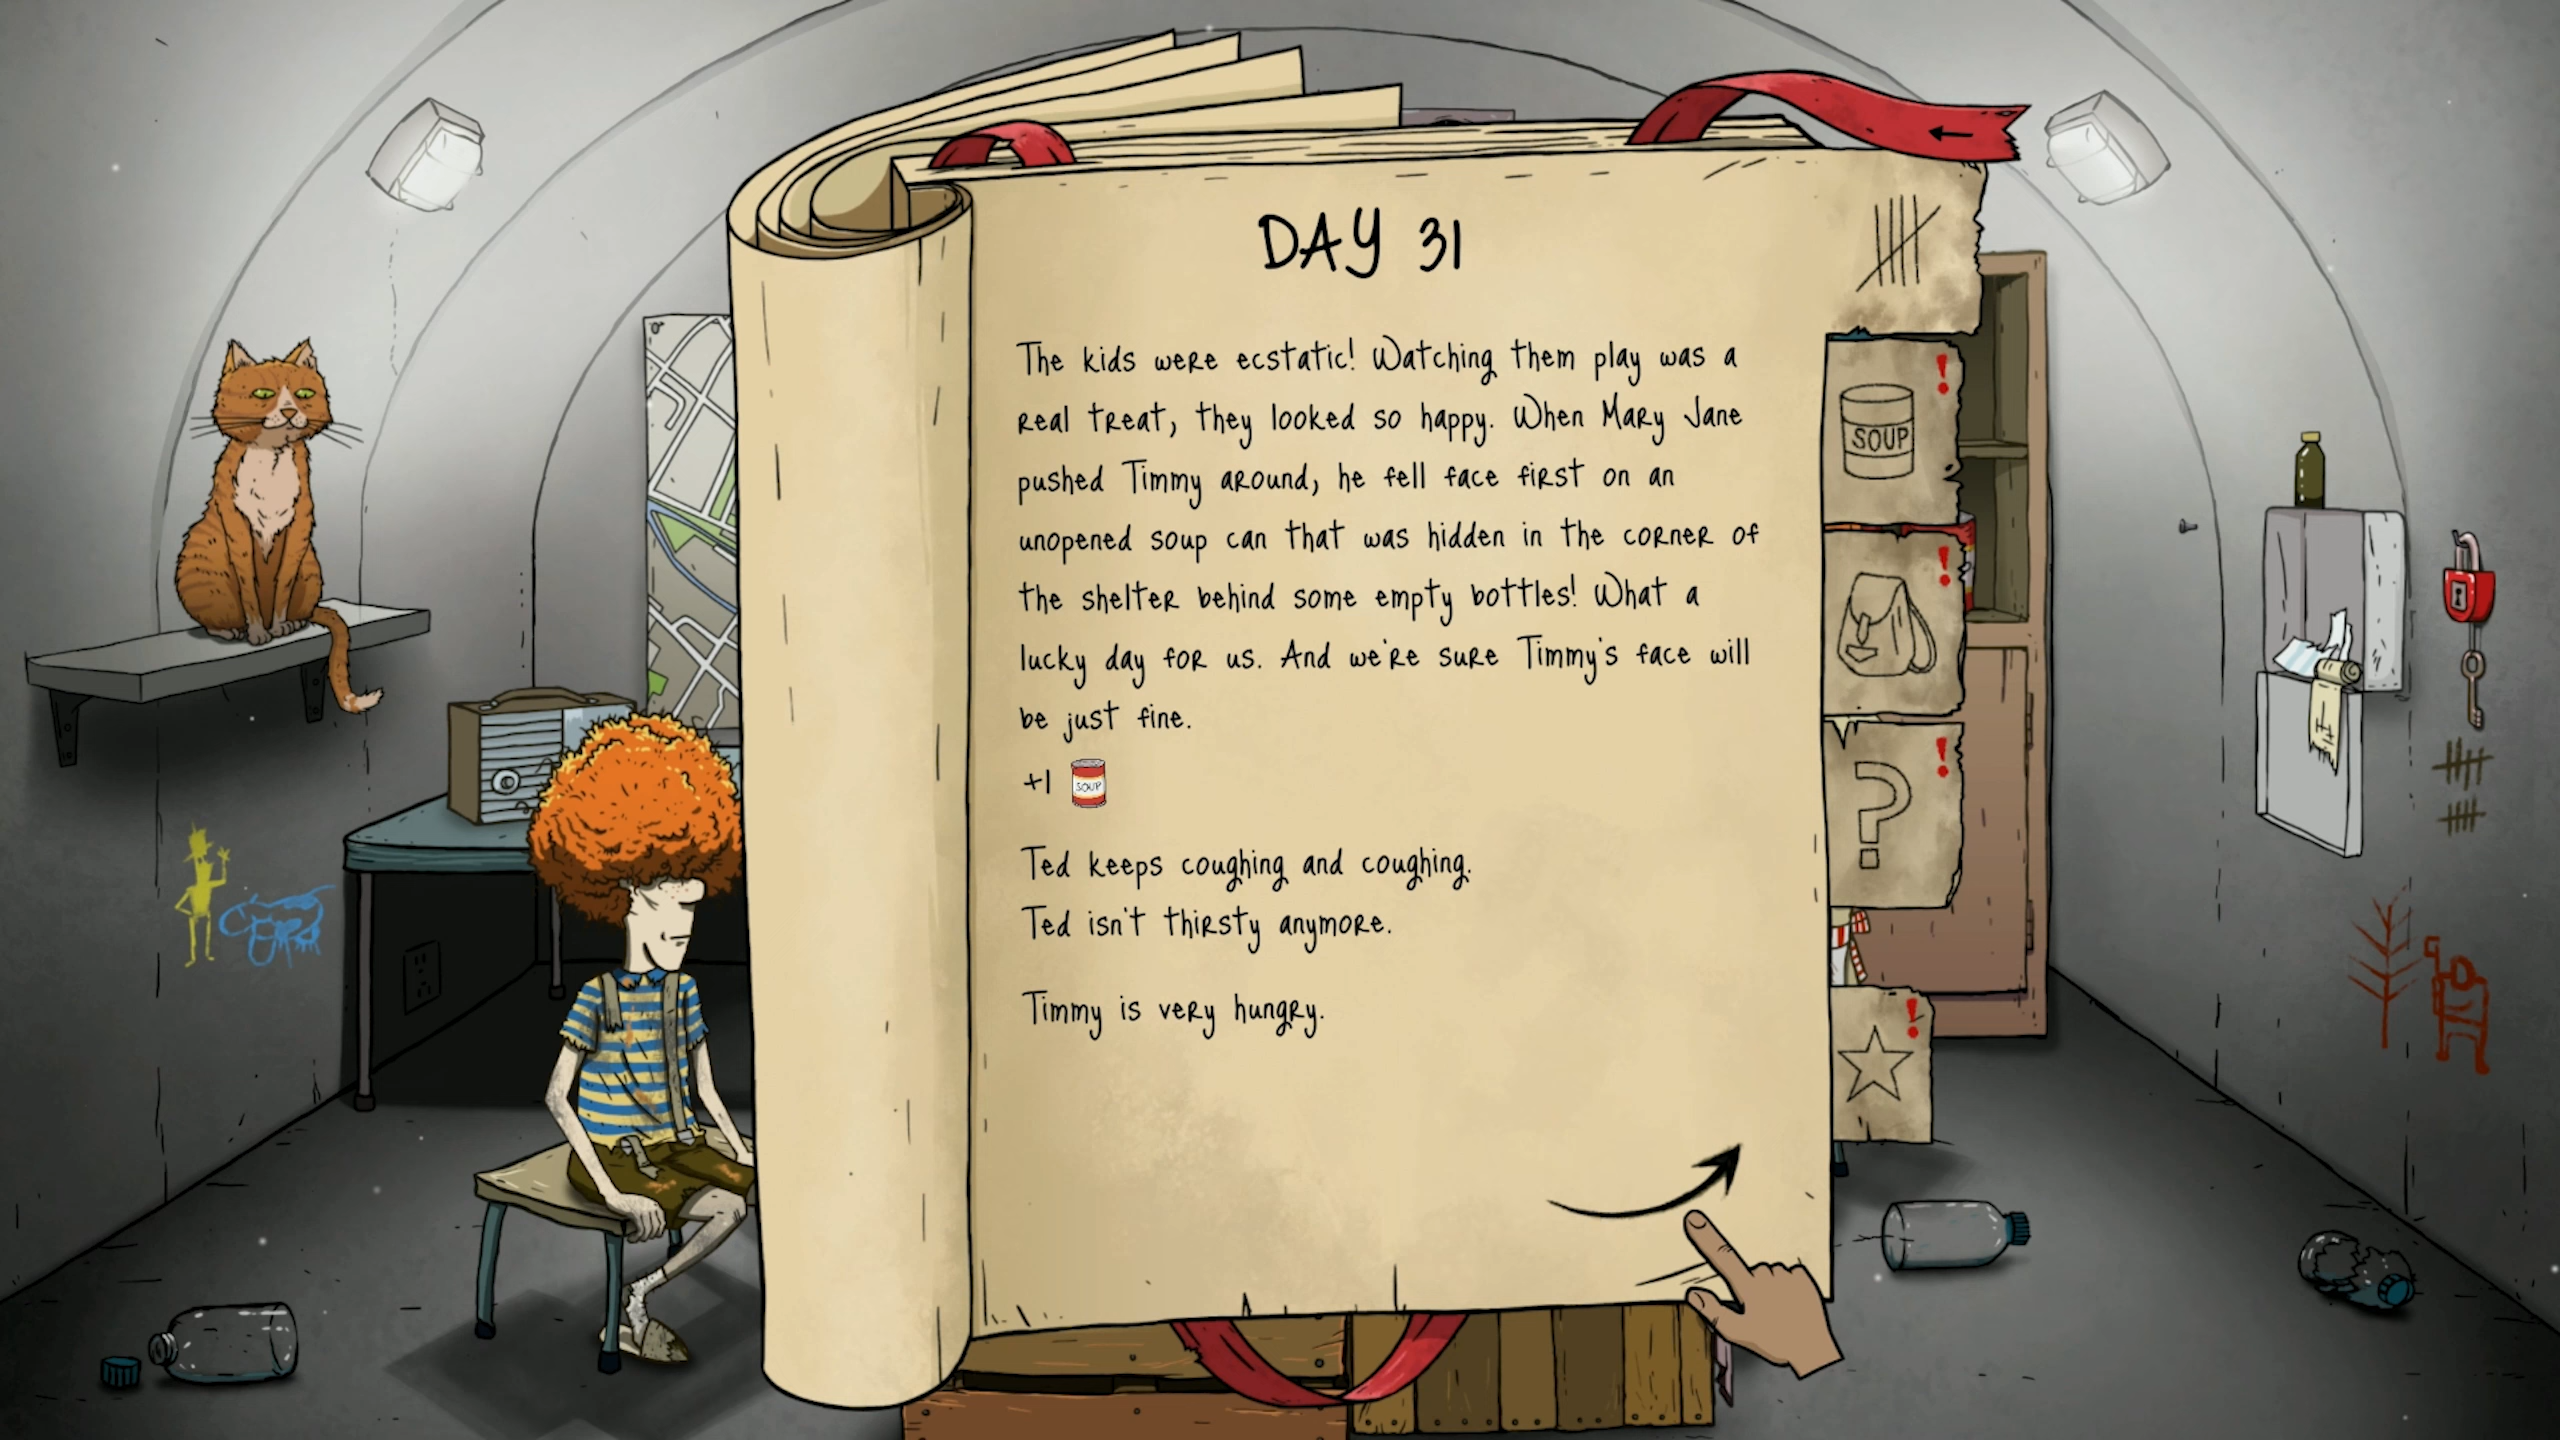 DAY 31
The kids were ecstatic! Watching them play was a
real treat, they looked so happy. When Mary Jane
pushed Timmy around, he fell face first on an
unopened soup can that was hidden in the corner of
the shelter behind some empty bottles! What a
lucky day for us. And we're sure Timmy's face will
be just fine.
+1 SOUP
Ted keeps coughing and coughing.
Ted isn't thirsty anymore.
Timmy is very hungry.
SOUP
!
!
?
!
!